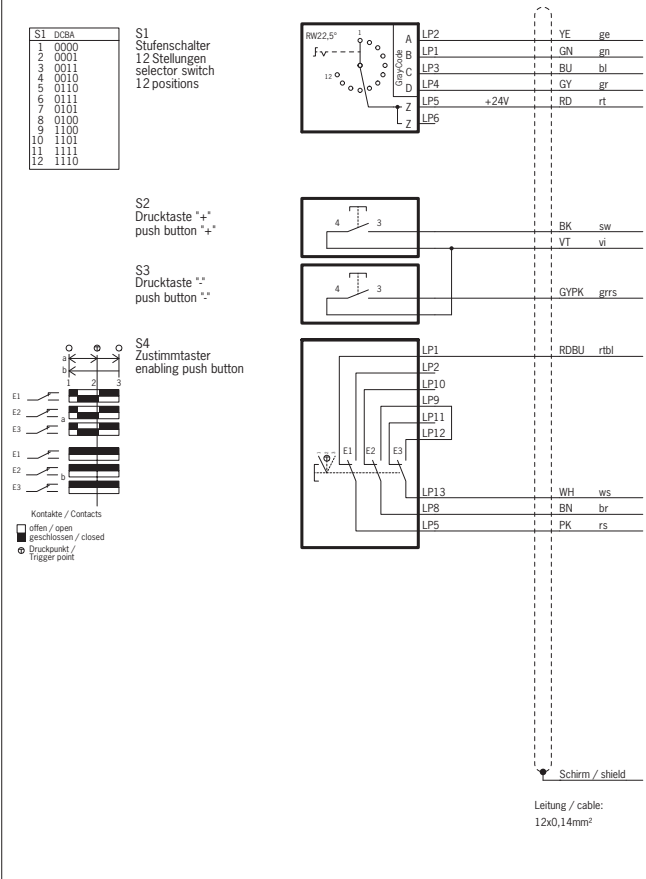 S1 DCBA
1 0000
2 0001
3 0011
4 0010
5 0110
6 0111
7 0101
8 0100
9 1100
10 1101
11 1111
12 1110
S1
Stufenschalter
12 Stellungen
selector switch
12 positions
RW22,5°
1
12
GrayCode
A
B
C
D
Z
Z
LP2 YE ge
LP1 GN gn
LP3 BU bl
LP4 GY gr
LP5 +24V RD rt
LP6
S2
Drucktaste "+"
push button "+"
4 3
BK sw
VT vi
S3
Drucktaste "-"
push button "-"
4 3
GYPK grrs
S4
Zustimmtaster
enabling push button
a
b
1 2 3
E1
E2 a
E3
E1
E2 b
E3
Kontakte / Contacts
offen / open
geschlossen / closed
Druckpunkt /
Trigger point
LP1 RDBU rtbl
LP2
LP10
LP9
LP11
LP12
E1 E2 E3
LP13 WH ws
LP8 BN br
LP5 PK rs
Schirm / shield
Leitung / cable:
12x0,14mm²